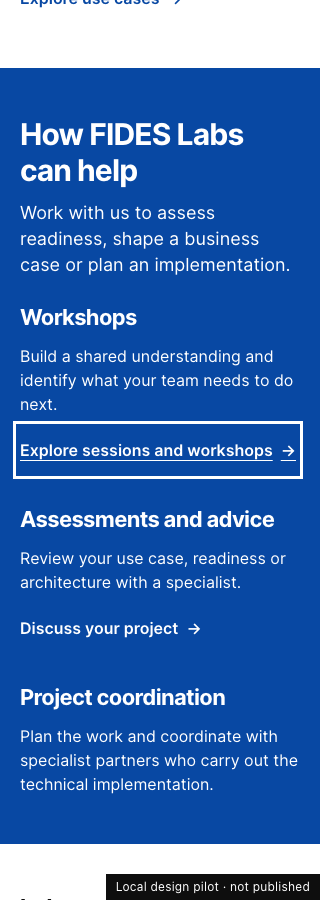 Explore use cases →
How FIDES Labs
can help
Work with us to assess
readiness, shape a business
case or plan an implementation.
Workshops
Build a shared understanding and
identify what your team needs to do
next.
Explore sessions and workshops →
Assessments and advice
Review your use case, readiness or
architecture with a specialist.
Discuss your project →
Project coordination
Plan the work and coordinate with
specialist partners who carry out the
technical implementation.
Local design pilot · not published